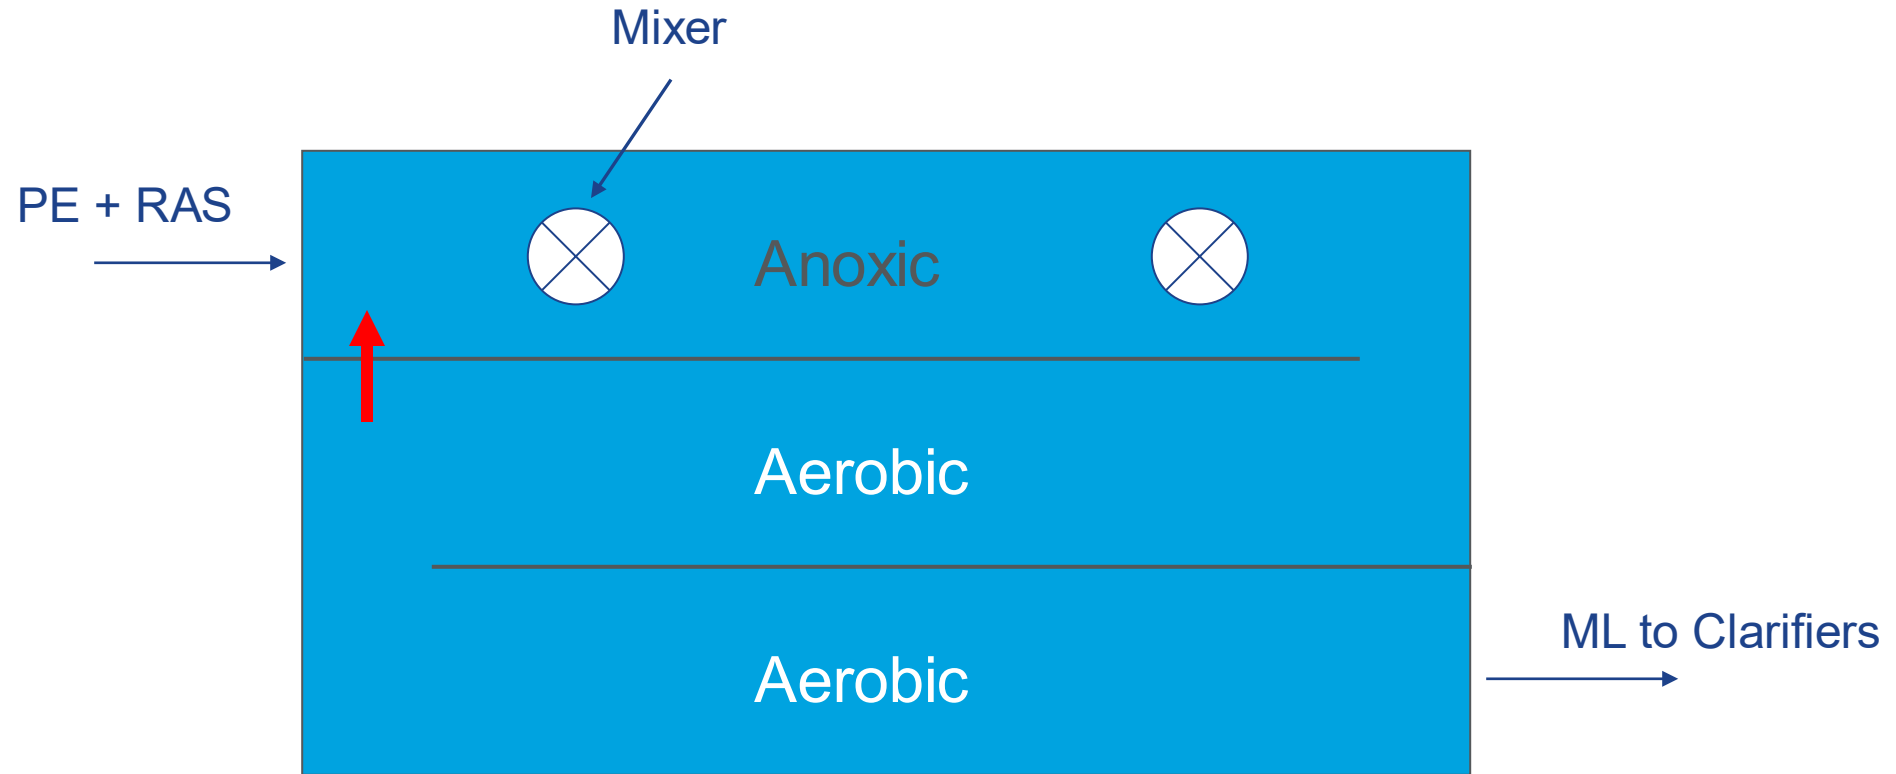 Mixer
PE + RAS
Anoxic
Aerobic
ML to Clarifiers
Aerobic